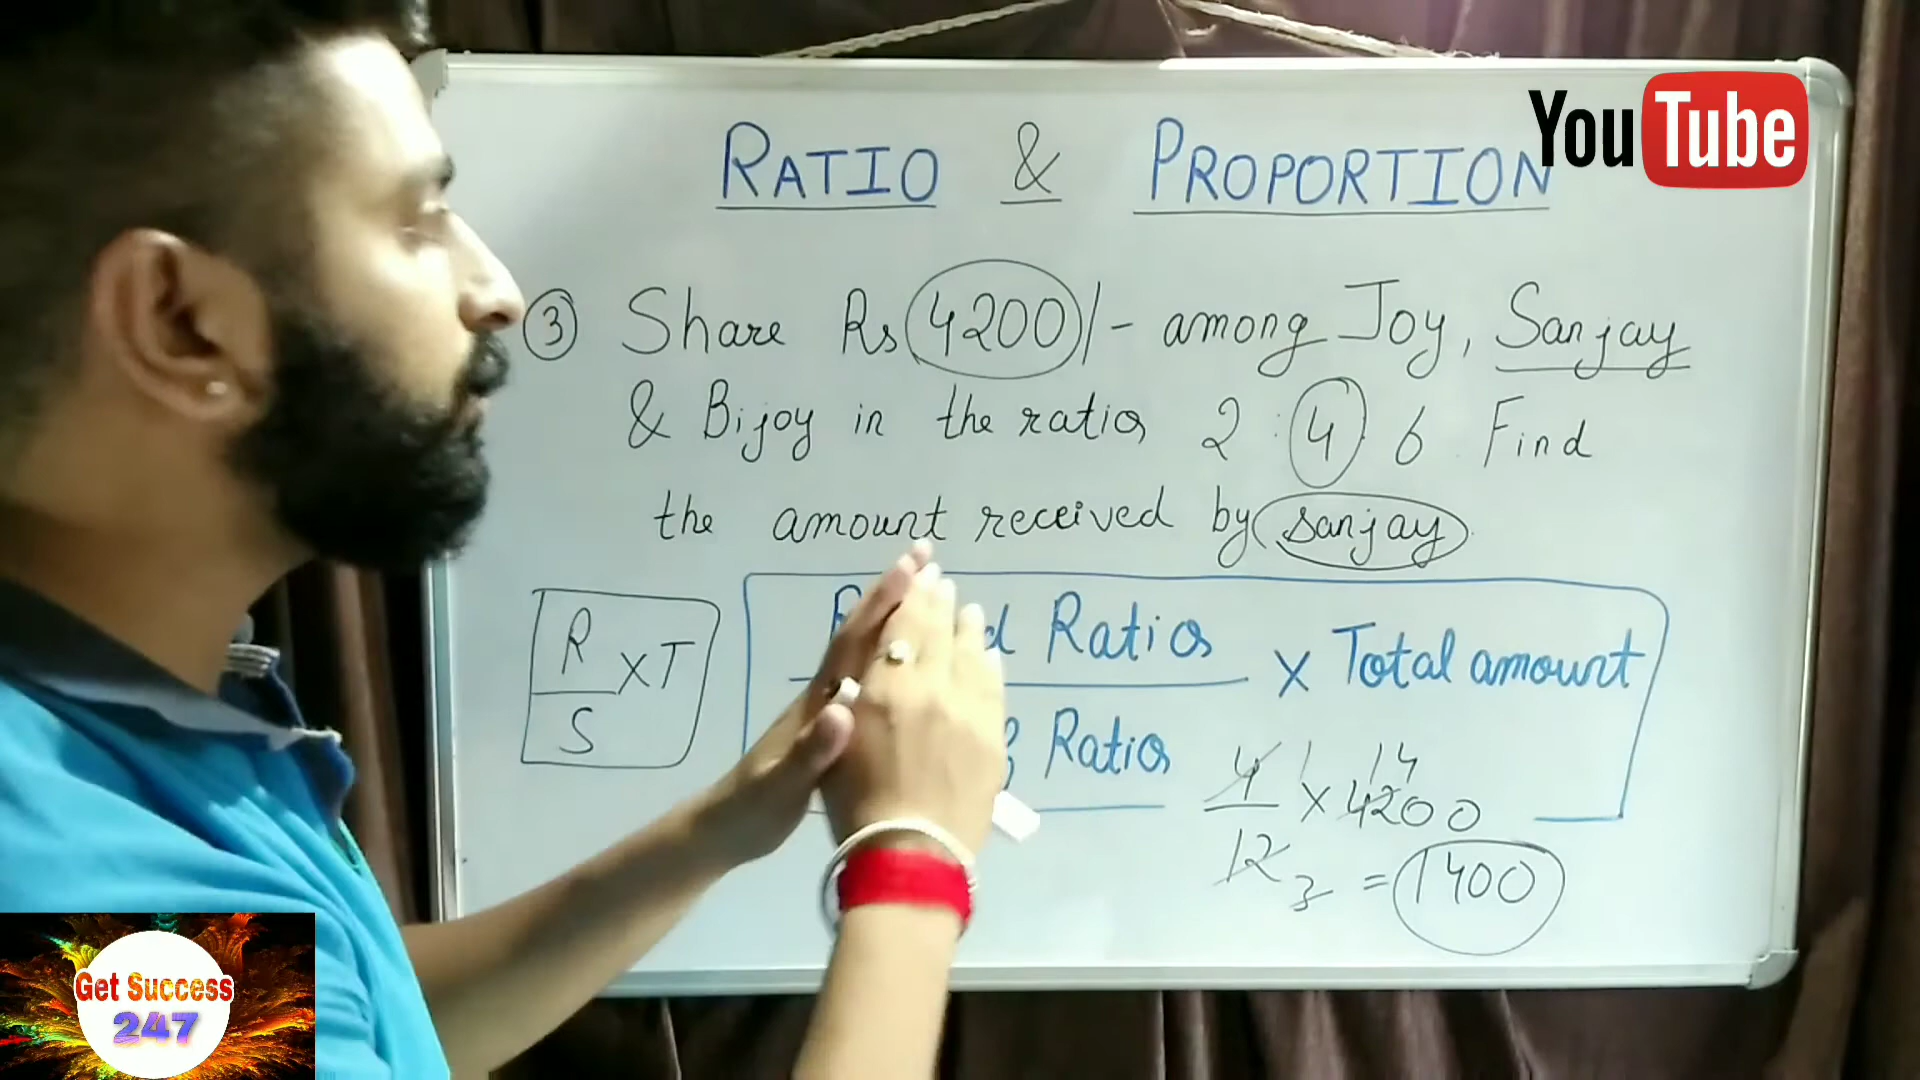 YouTube
RATIO & PROPORTION
③ Share Rs 4200/- among Joy, Sanjay
& Bijoy in the ratio 2 : 4 : 6 Find
the amount received by Sanjay
R/S × T
Ratio × Total amount
Ratio
4/12 × 4200
1 14
3 = 1400
Get Success
247